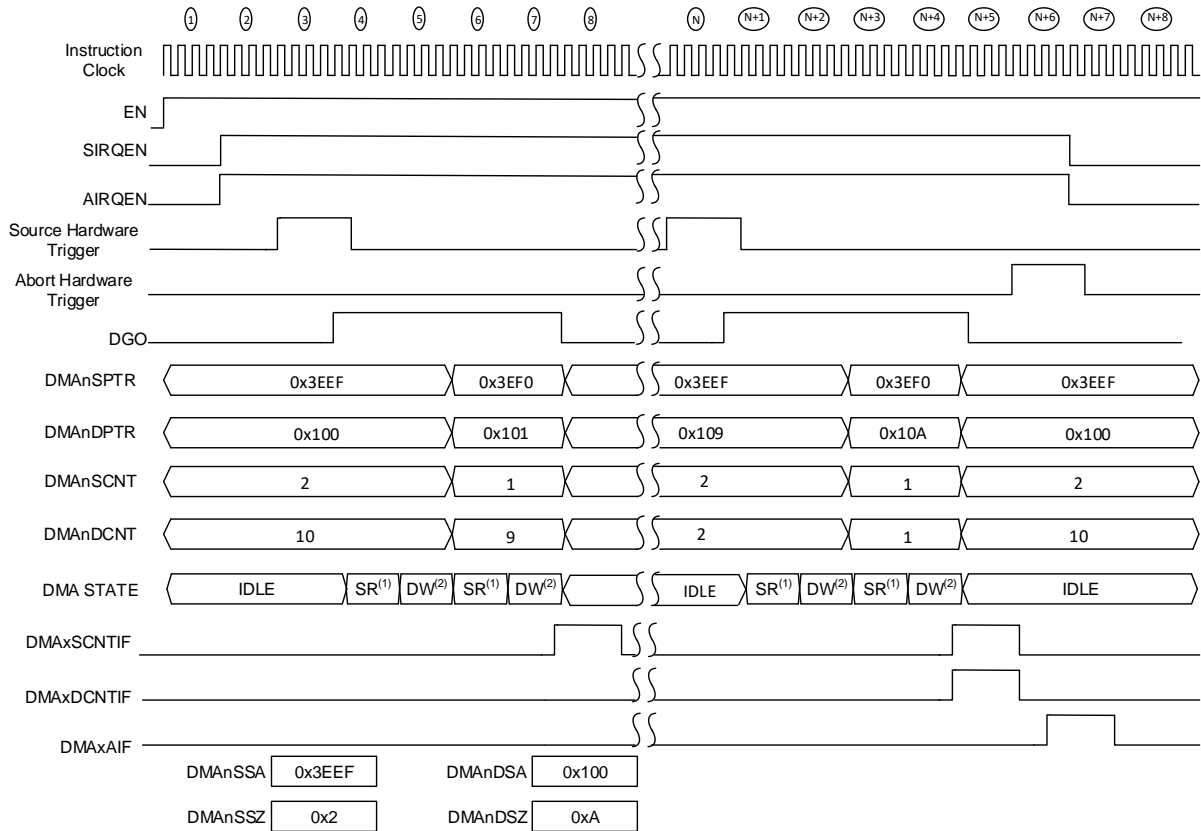 1 2 3 4 5 6 7 8 N N+1 N+2 N+3 N+4 N+5 N+6 N+7 N+8
Instruction
Clock
EN
SIRQEN
AIRQEN
Source Hardware
Trigger
Abort Hardware
Trigger
DGO
DMAnSPTR 0x3EEF 0x3EF0 0x3EEF 0x3EF0 0x3EEF
DMAnDPTR 0x100 0x101 0x109 0x10A 0x100
DMAnSCNT 2 1 2 1 2
DMAnDCNT 10 9 2 1 10
DMA STATE IDLE SR(1) DW(2) SR(1) DW(2) IDLE SR(1) DW(2) SR(1) DW(2) IDLE
DMAxSCNTIF
DMAxDCNTIF
DMAxAIF
DMAnSSA 0x3EEF DMAnDSA 0x100
DMAnSSZ 0x2 DMAnDSZ 0xA